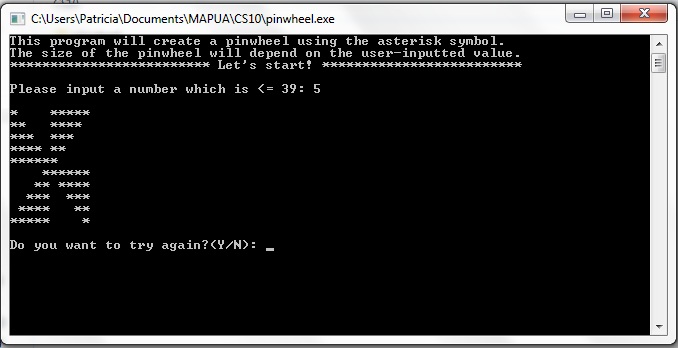 C:\Users\Patricia\Documents\MAPUA\CS10\pinwheel.exe
This program will create a pinwheel using the asterisk symbol.
The size of the pinwheel will depend on the user-inputted value.
************************* Let's start! *************************
Please input a number which is <= 39: 5
*    *****
**   ****
***  ***
**** **
******
    ******
   ** ****
  ***  ***
 ****   **
*****    *
Do you want to try again?(Y/N): _